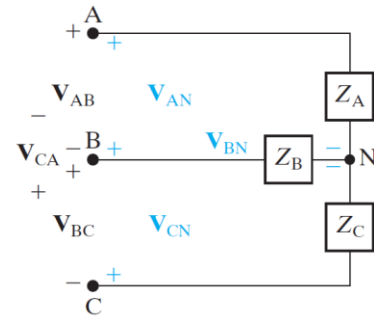 A
+ +
V_AB V_AN Z_A
−
V_BN
− B + − N
V_CA Z_B
+ −
+
V_BC V_CN Z_C
+
− C